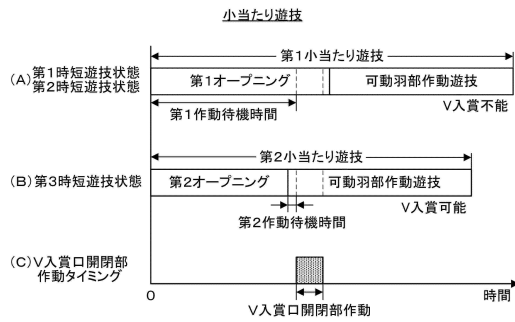 小当たり遊技
第1小当たり遊技
(A)第1時短遊技状態
第2時短遊技状態
第1オープニング
可動羽部作動遊技
第1作動待機時間
V入賞不能
第2小当たり遊技
(B)第3時短遊技状態
第2オープニング
可動羽部作動遊技
V入賞可能
第2作動待機時間
(C)V入賞口開閉部
作動タイミング
0
時間
V入賞口開閉部作動